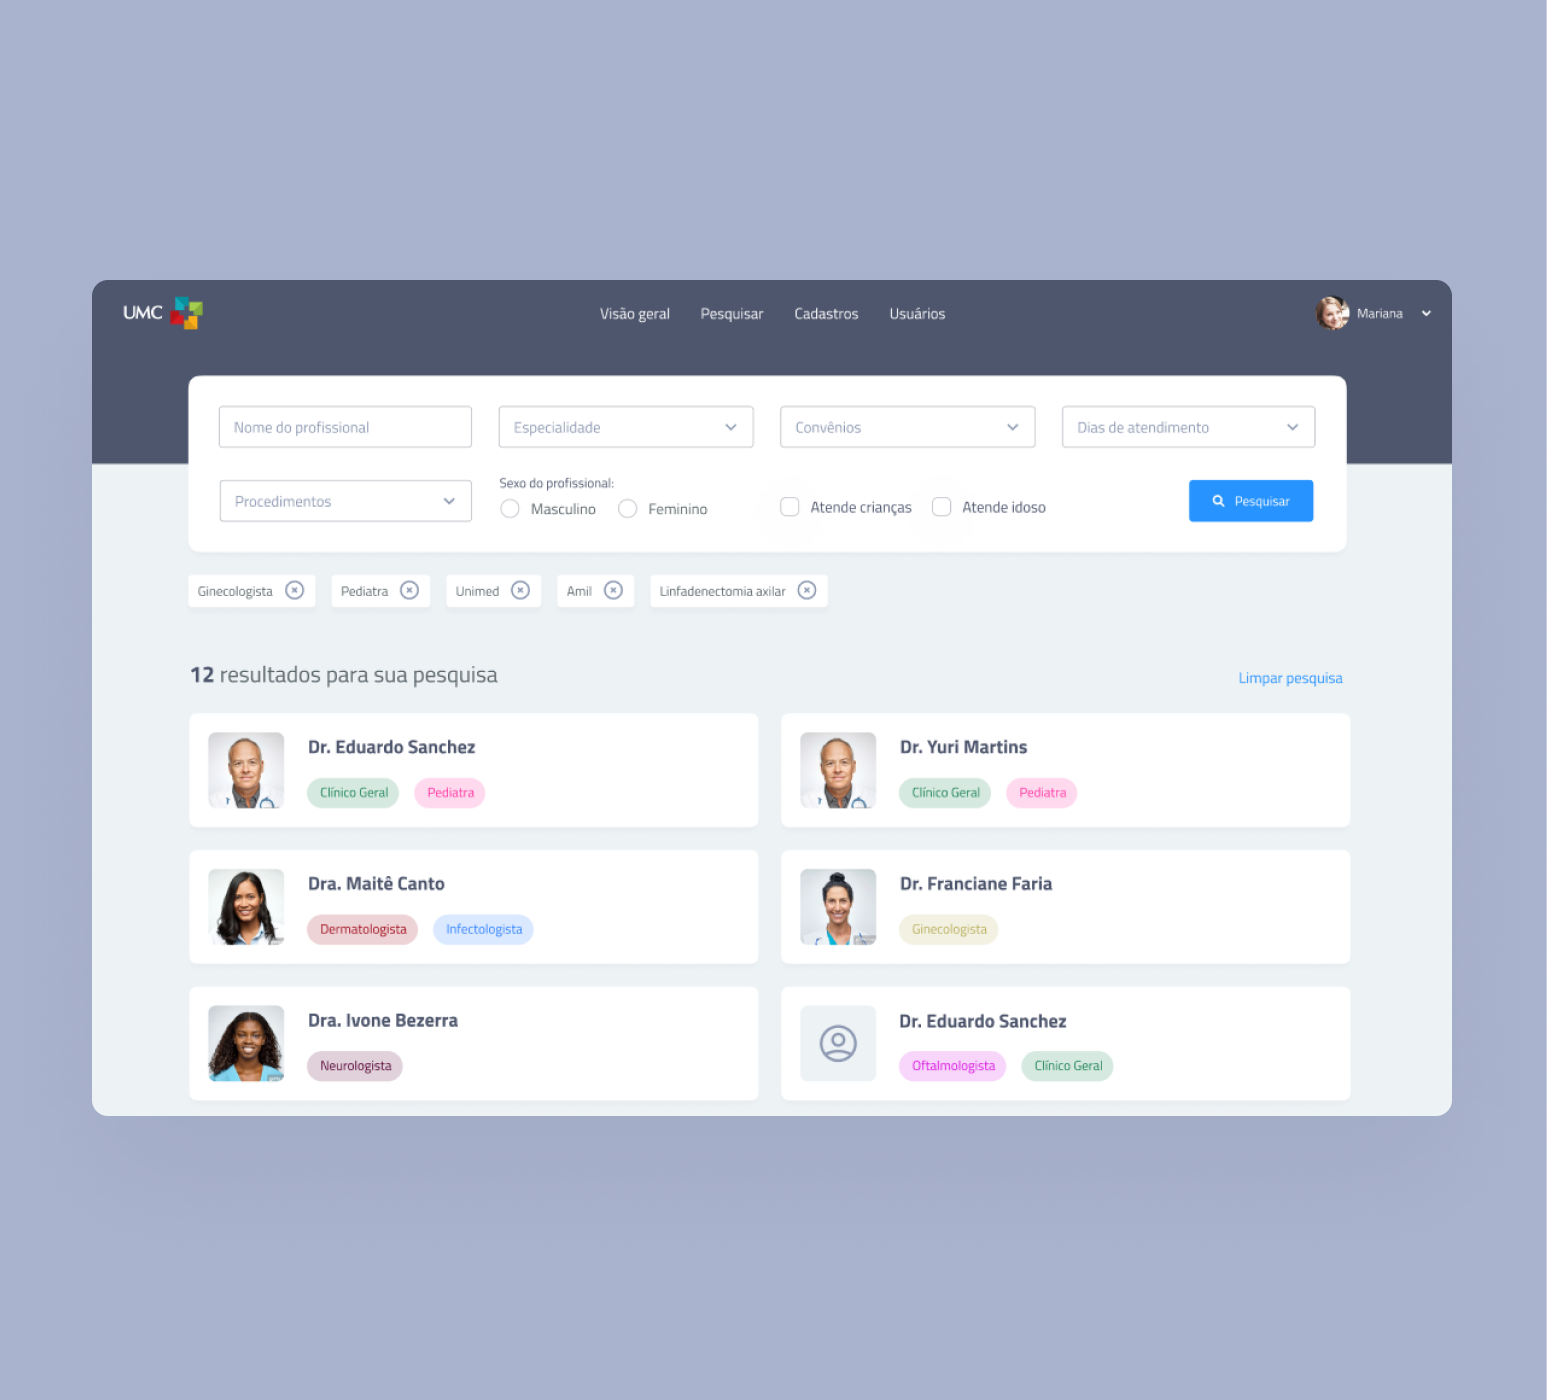 UMC
Visão geral
Pesquisar
Cadastros
Usuários
Mariana
Nome do profissional
Especialidade
Convênios
Dias de atendimento
Procedimentos
Sexo do profissional:
Masculino
Feminino
Atende crianças
Atende idoso
Pesquisar
Ginecologista
Pediatra
Unimed
Amil
Linfadenectomia axilar
12 resultados para sua pesquisa
Limpar pesquisa
Dr. Eduardo Sanchez
Clínico Geral
Pediatra
Dr. Yuri Martins
Clínico Geral
Pediatra
Dra. Maitê Canto
Dermatologista
Infectologista
Dr. Franciane Faria
Ginecologista
Dra. Ivone Bezerra
Neurologista
Dr. Eduardo Sanchez
Oftalmologista
Clínico Geral